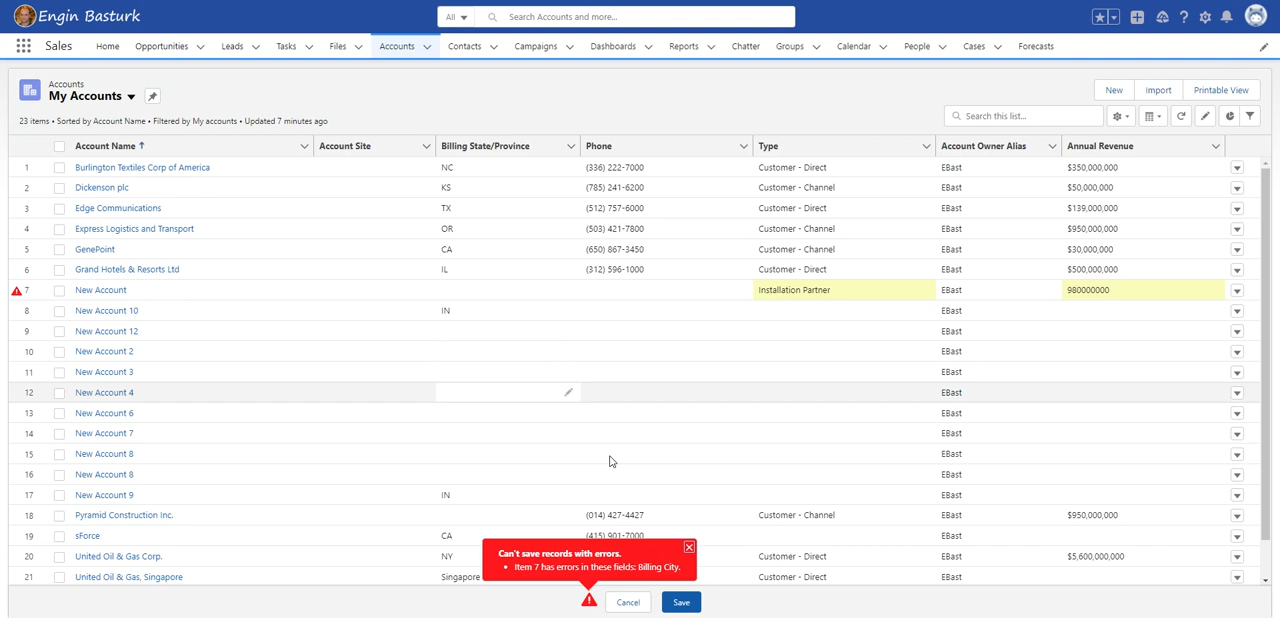 Engin Basturk
All Search Accounts and more...
Sales Home Opportunities Leads Tasks Files Accounts Contacts Campaigns Dashboards Reports Chatter Groups Calendar People Cases Forecasts
Accounts
My Accounts
New Import Printable View
23 items • Sorted by Account Name • Filtered by My accounts • Updated 7 minutes ago
Search this list...
Account Name Account Site Billing State/Province Phone Type Account Owner Alias Annual Revenue
1 Burlington Textiles Corp of America NC (336) 222-7000 Customer - Direct EBast $350,000,000
2 Dickenson plc KS (785) 241-6200 Customer - Channel EBast $50,000,000
3 Edge Communications TX (512) 757-6000 Customer - Direct EBast $139,000,000
4 Express Logistics and Transport OR (503) 421-7800 Customer - Channel EBast $950,000,000
5 GenePoint CA (650) 867-3450 Customer - Channel EBast $30,000,000
6 Grand Hotels & Resorts Ltd IL (312) 596-1000 Customer - Direct EBast $500,000,000
7 New Account Installation Partner EBast 980000000
8 New Account 10 IN EBast
9 New Account 12 EBast
10 New Account 2 EBast
11 New Account 3 EBast
12 New Account 4 EBast
13 New Account 6 EBast
14 New Account 7 EBast
15 New Account 8 EBast
16 New Account 8 EBast
17 New Account 9 IN EBast
18 Pyramid Construction Inc. (014) 427-4427 Customer - Channel EBast $950,000,000
19 sForce CA (415) 901-7000 EBast
20 United Oil & Gas Corp. NY Customer - Direct EBast $5,600,000,000
21 United Oil & Gas, Singapore Singapore Customer - Direct EBast
Can't save records with errors.
• Item 7 has errors in these fields: Billing City.
Cancel Save